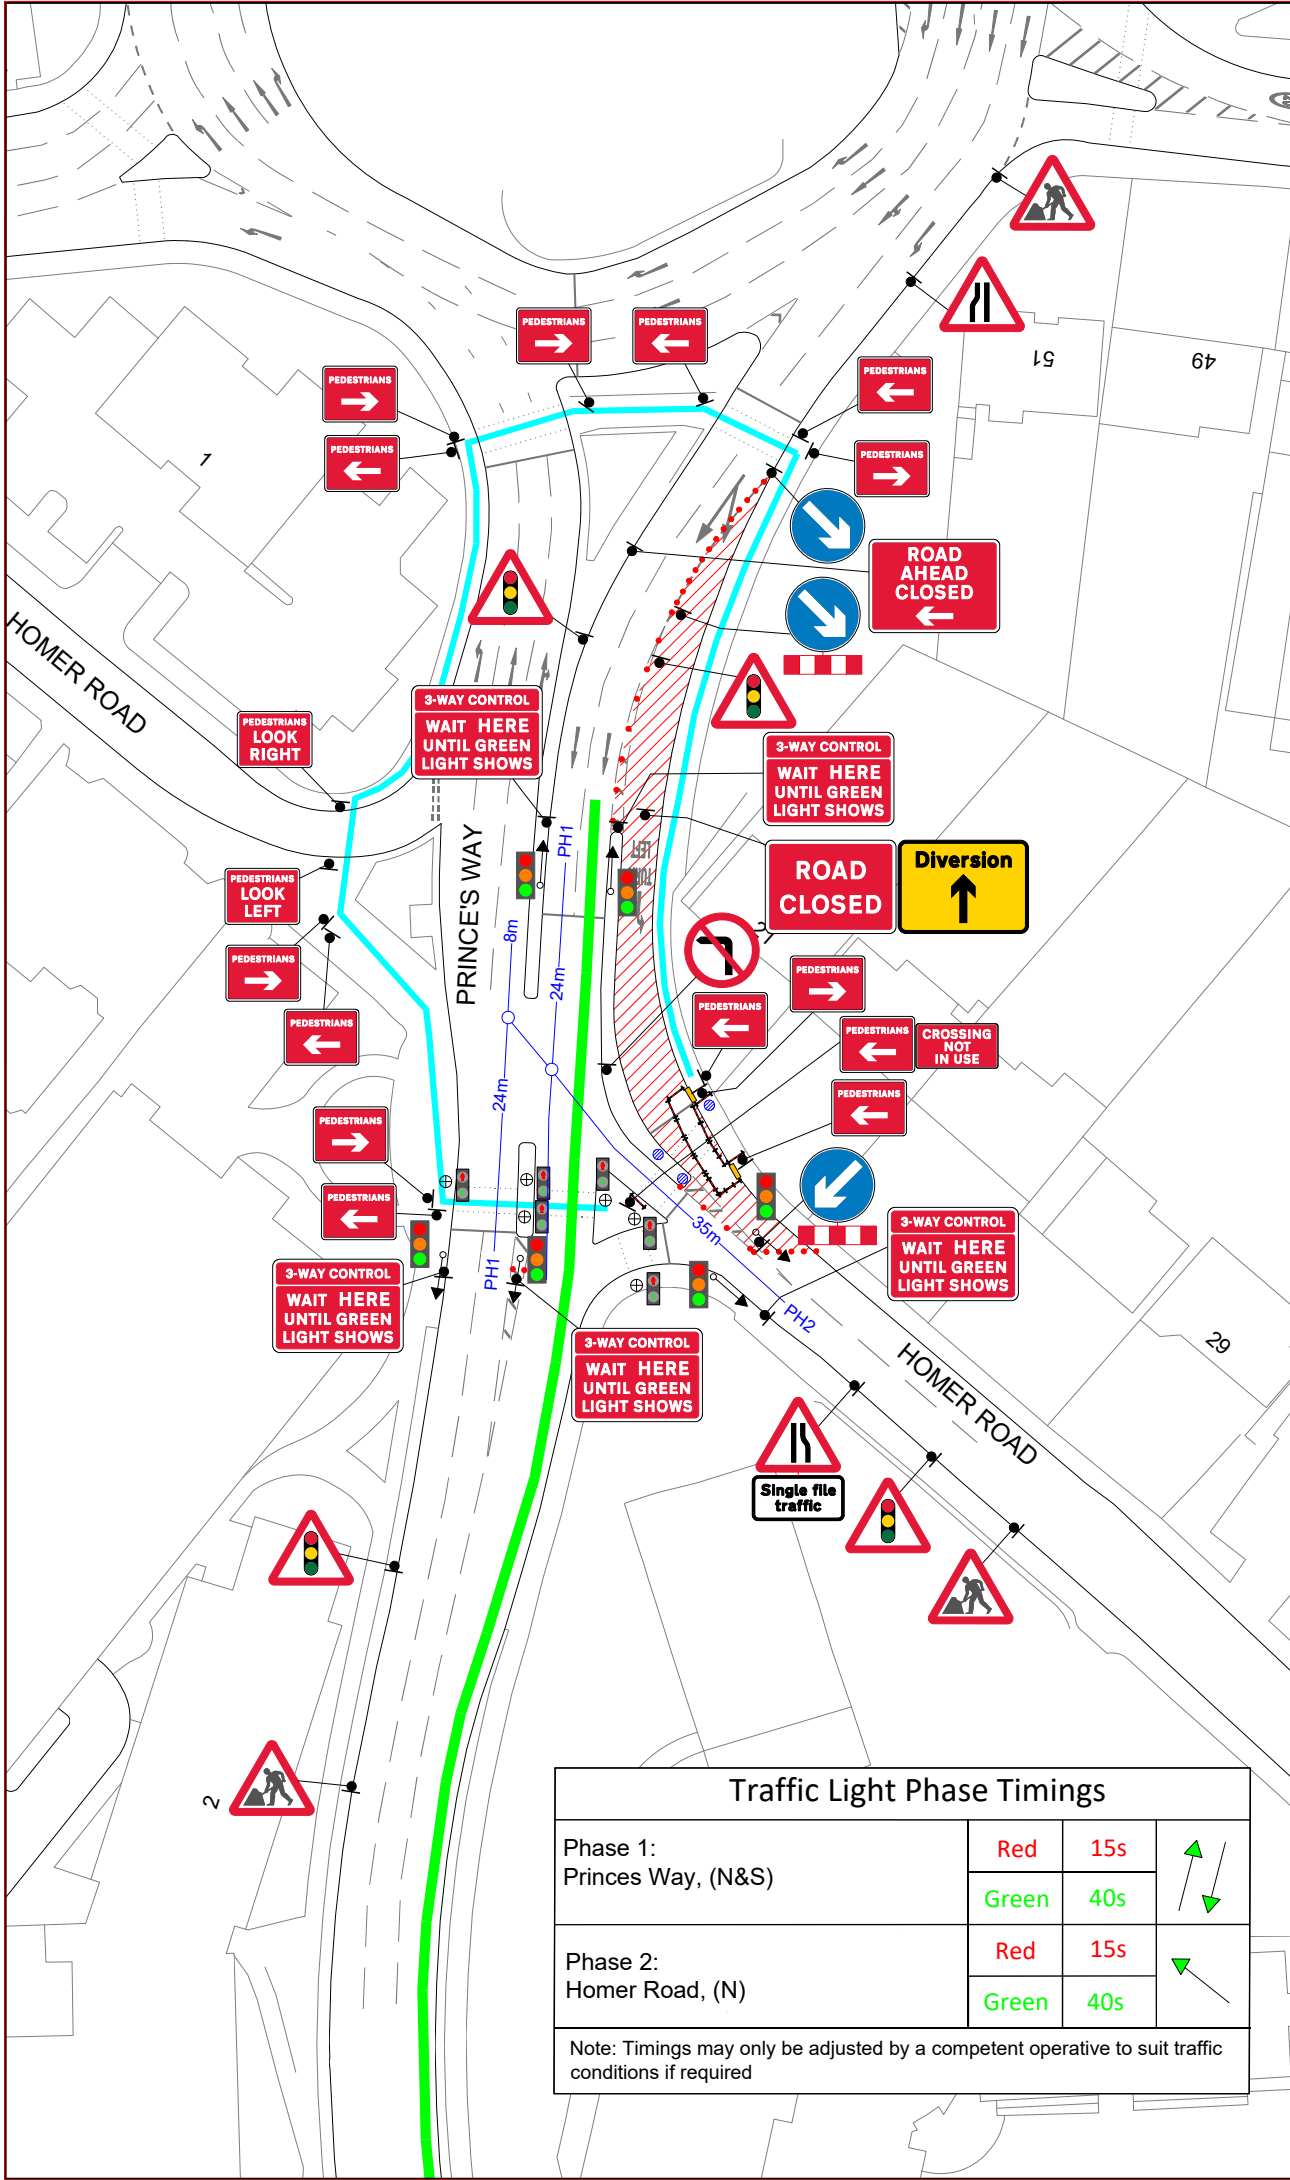 51
49
PEDESTRIANS
PEDESTRIANS
PEDESTRIANS
PEDESTRIANS
PEDESTRIANS
PEDESTRIANS
1
ROAD
AHEAD
CLOSED
HOMER ROAD
3-WAY CONTROL
WAIT HERE
UNTIL GREEN
LIGHT SHOWS
PEDESTRIANS
LOOK
RIGHT
3-WAY CONTROL
WAIT HERE
UNTIL GREEN
LIGHT SHOWS
PH1
PRINCE'S WAY
ROAD
CLOSED
Diversion
PEDESTRIANS
LOOK
LEFT
8m
24m
PEDESTRIANS
PEDESTRIANS
PEDESTRIANS
PEDESTRIANS
PEDESTRIANS
CROSSING
NOT
IN USE
24m
PEDESTRIANS
PEDESTRIANS
PEDESTRIANS
35m
3-WAY CONTROL
WAIT HERE
UNTIL GREEN
LIGHT SHOWS
PH1
3-WAY CONTROL
WAIT HERE
UNTIL GREEN
LIGHT SHOWS
PH2
3-WAY CONTROL
WAIT HERE
UNTIL GREEN
LIGHT SHOWS
29
HOMER ROAD
Single file
traffic
2
Traffic Light Phase Timings
Phase 1:
Princes Way, (N&S)
Red 15s
Green 40s
Phase 2:
Homer Road, (N)
Red 15s
Green 40s
Note: Timings may only be adjusted by a competent operative to suit traffic
conditions if required